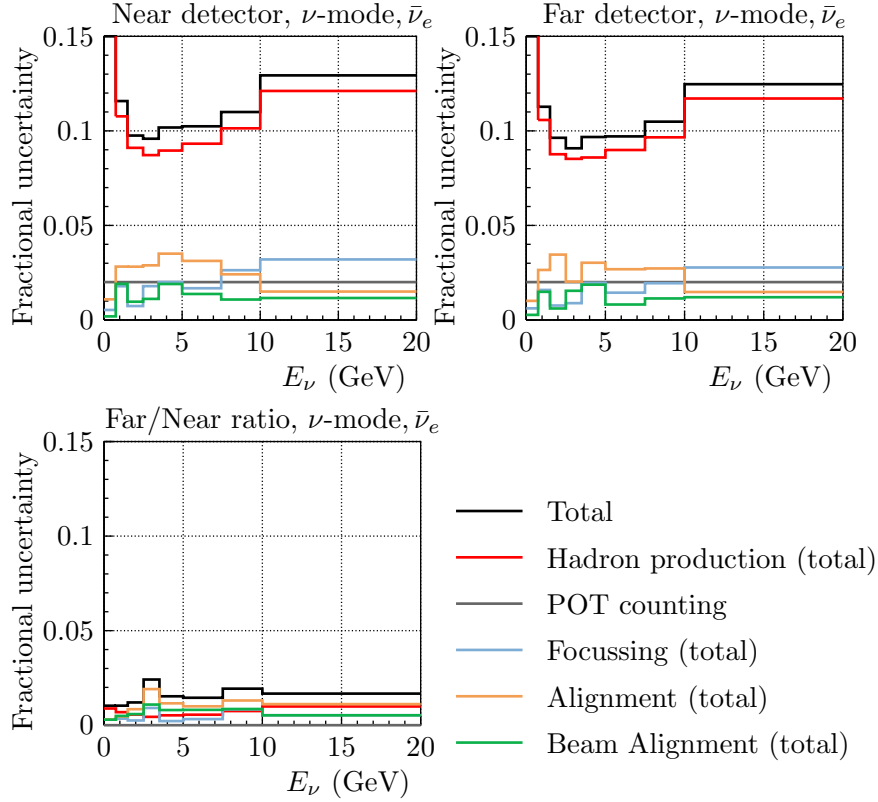 Near detector, ν-mode, ν̄ₑ
Fractional uncertainty
0.15
0.1
0.05
0
0 5 10 15 20
E_ν (GeV)
Far detector, ν-mode, ν̄ₑ
Fractional uncertainty
0.15
0.1
0.05
0
0 5 10 15 20
E_ν (GeV)
Far/Near ratio, ν-mode, ν̄ₑ
Fractional uncertainty
0.15
0.1
0.05
0
0 5 10 15 20
E_ν (GeV)
Total
Hadron production (total)
POT counting
Focussing (total)
Alignment (total)
Beam Alignment (total)